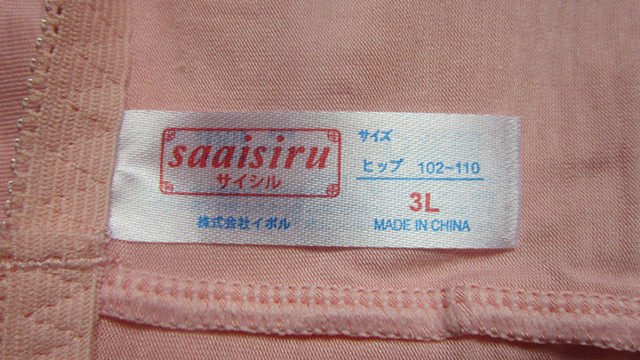 saaisiru
サイシル
株式会社イポル
サイズ
ヒップ 102~110
3L
MADE IN CHINA